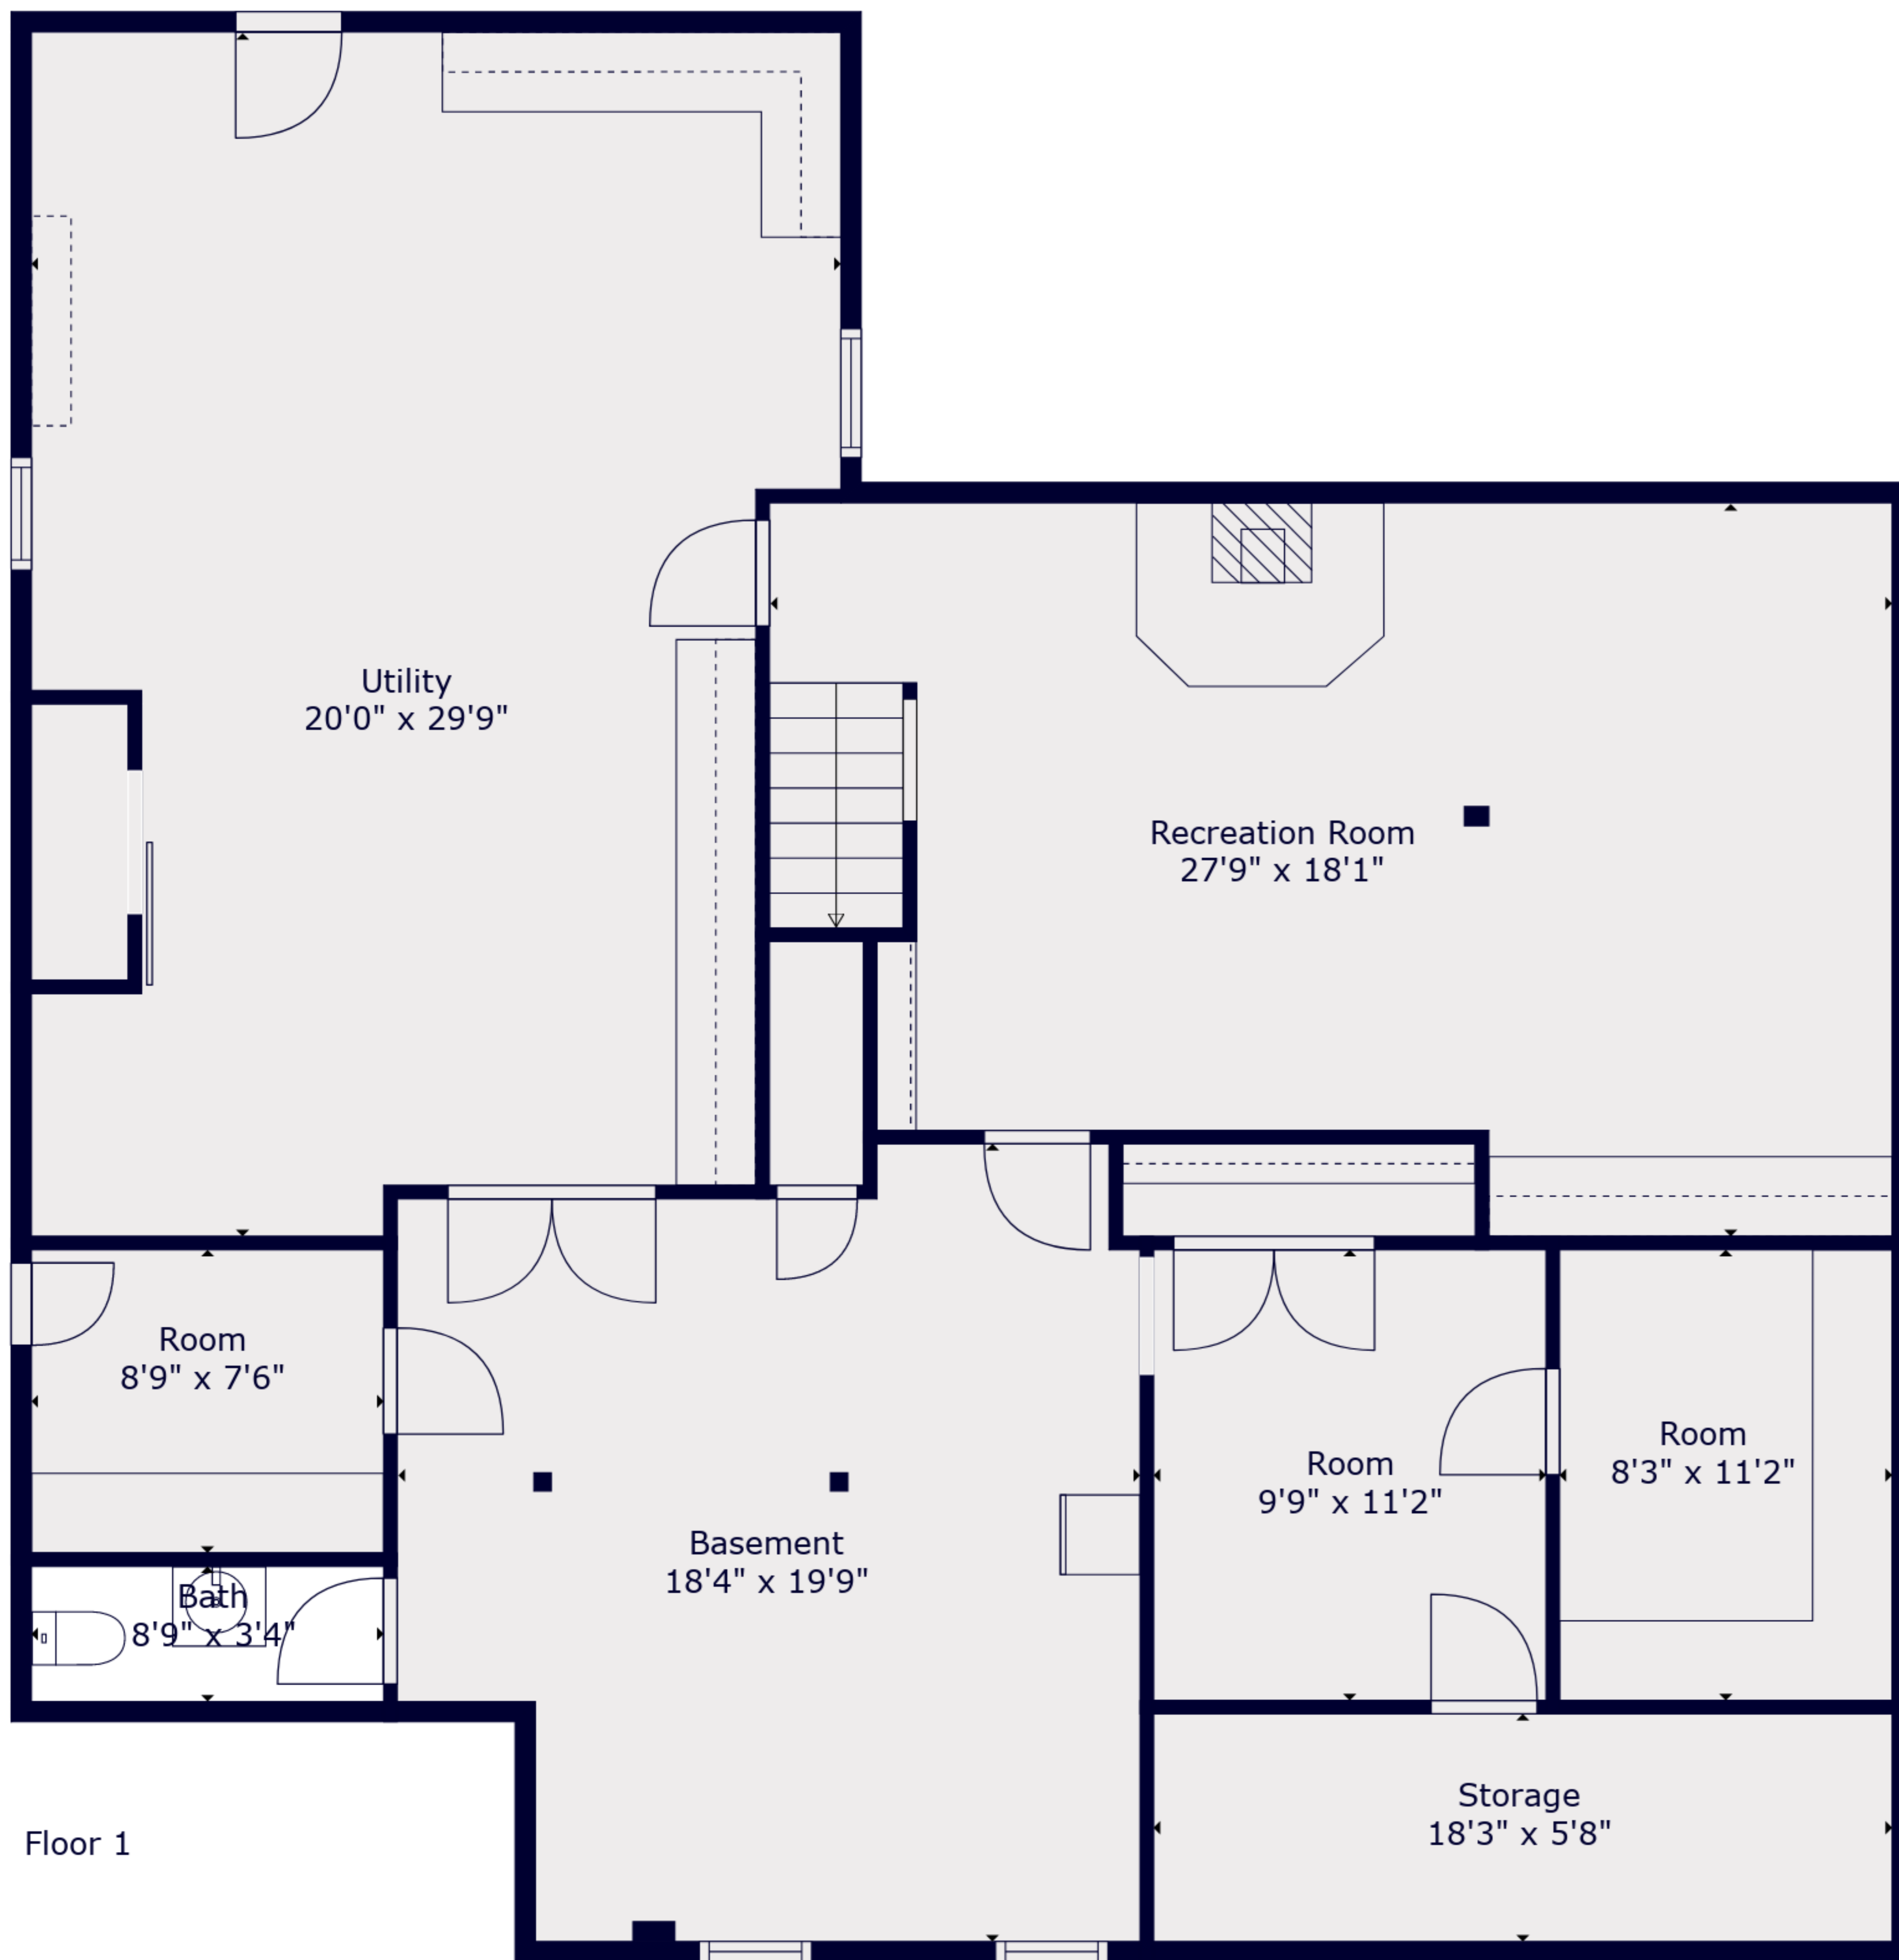 Utility
20'0" x 29'9"
Recreation Room
27'9" x 18'1"
Room
8'9" x 7'6"
Room
8'3" x 11'2"
Room
9'9" x 11'2"
Basement
18'4" x 19'9"
Bath
8'9" x 3'4"
Storage
18'3" x 5'8"
Floor 1